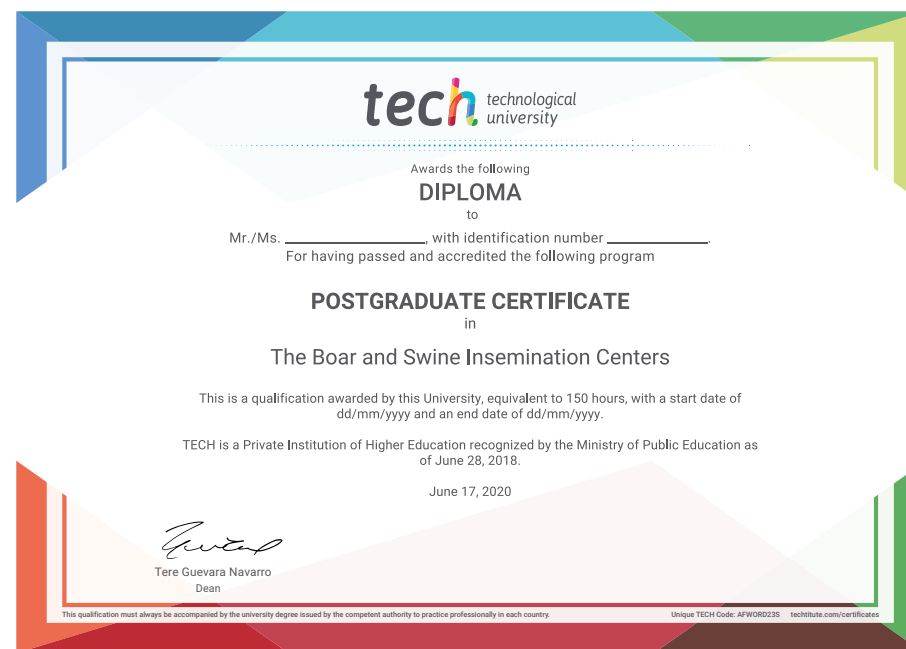 tech technological
university
Awards the following
DIPLOMA
to
Mr./Ms. ____________, with identification number ____________.
For having passed and accredited the following program
POSTGRADUATE CERTIFICATE
in
The Boar and Swine Insemination Centers
This is a qualification awarded by this University, equivalent to 150 hours, with a start date of
dd/mm/yyyy and an end date of dd/mm/yyyy.
TECH is a Private Institution of Higher Education recognized by the Ministry of Public Education as
of June 28, 2018.
June 17, 2020
Tere Guevara Navarro
Dean
This qualification must always be accompanied by the university degree issued by the competent authority to practice professionally in each country.
Unique TECH Code: AFWORD23S techtitute.com/certificates